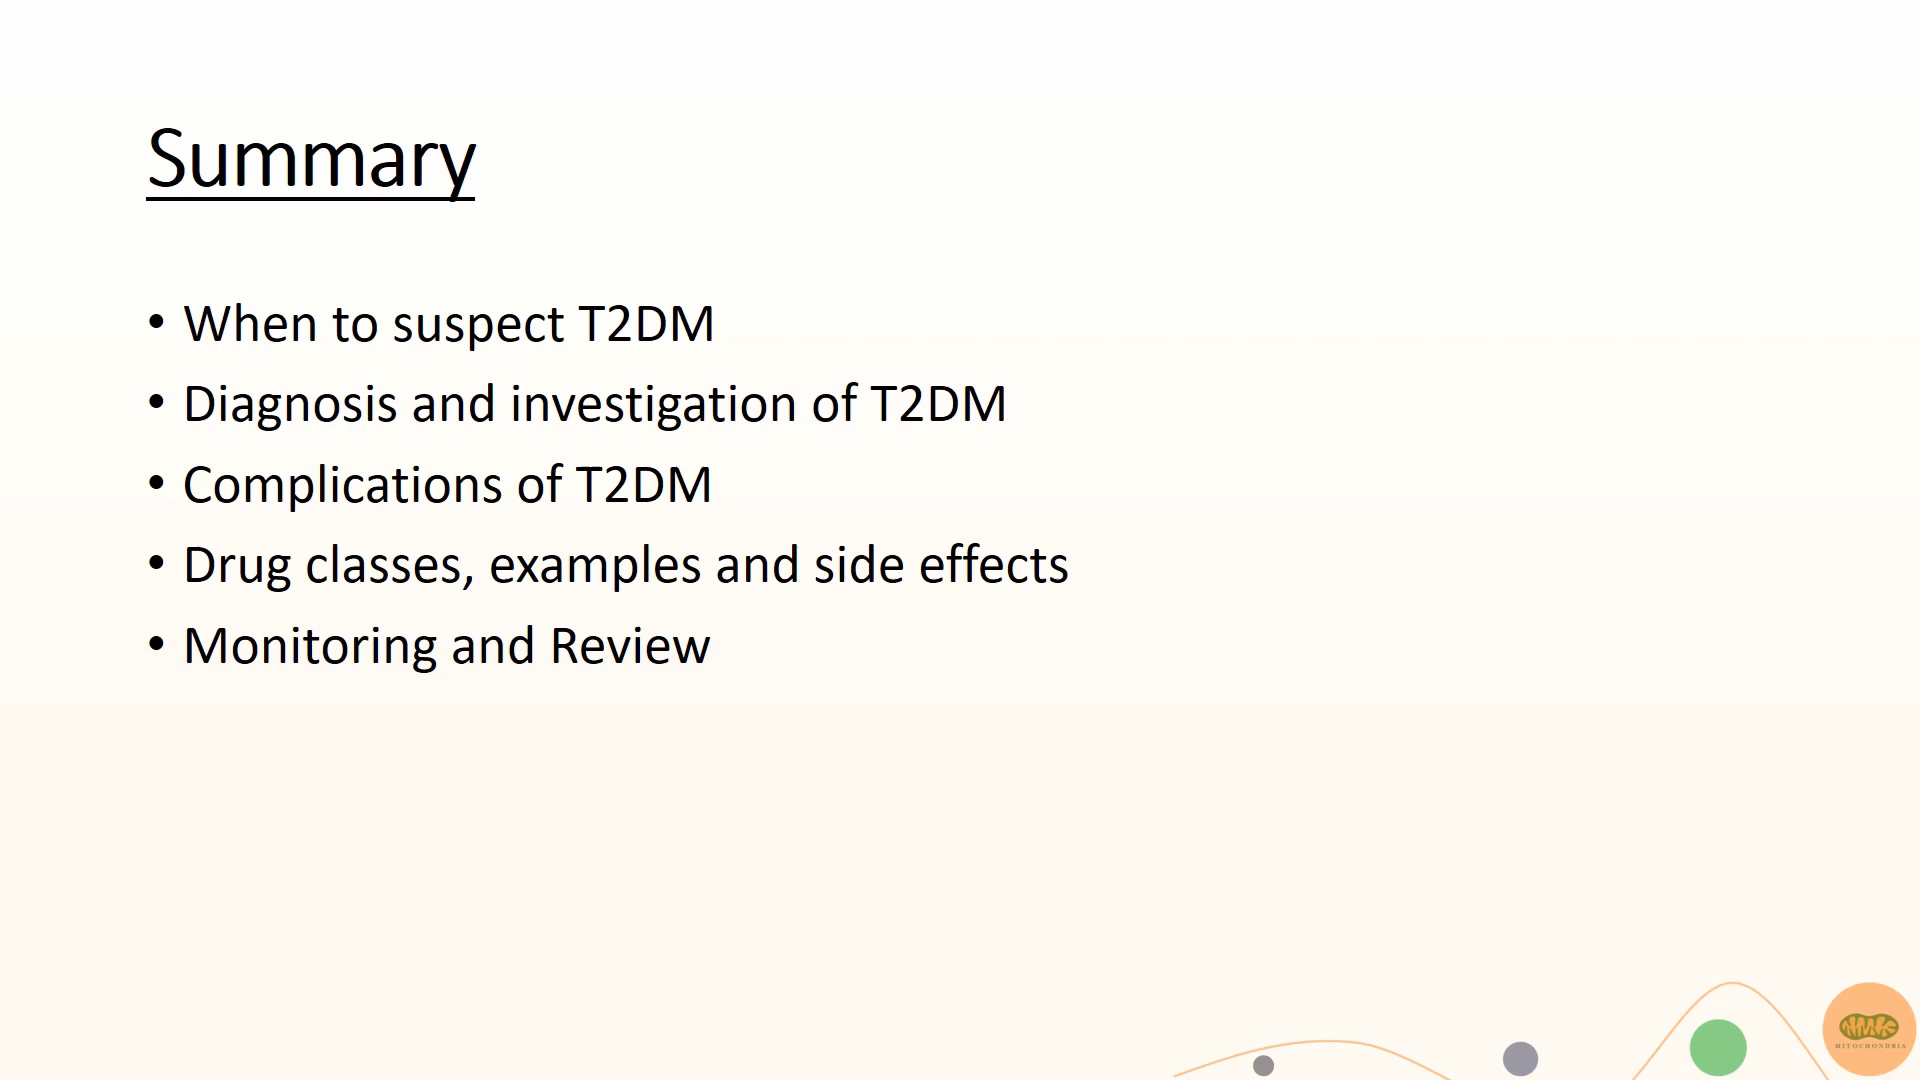 Summary
• When to suspect T2DM
• Diagnosis and investigation of T2DM
• Complications of T2DM
• Drug classes, examples and side effects
• Monitoring and Review
MITOCHONDRIA